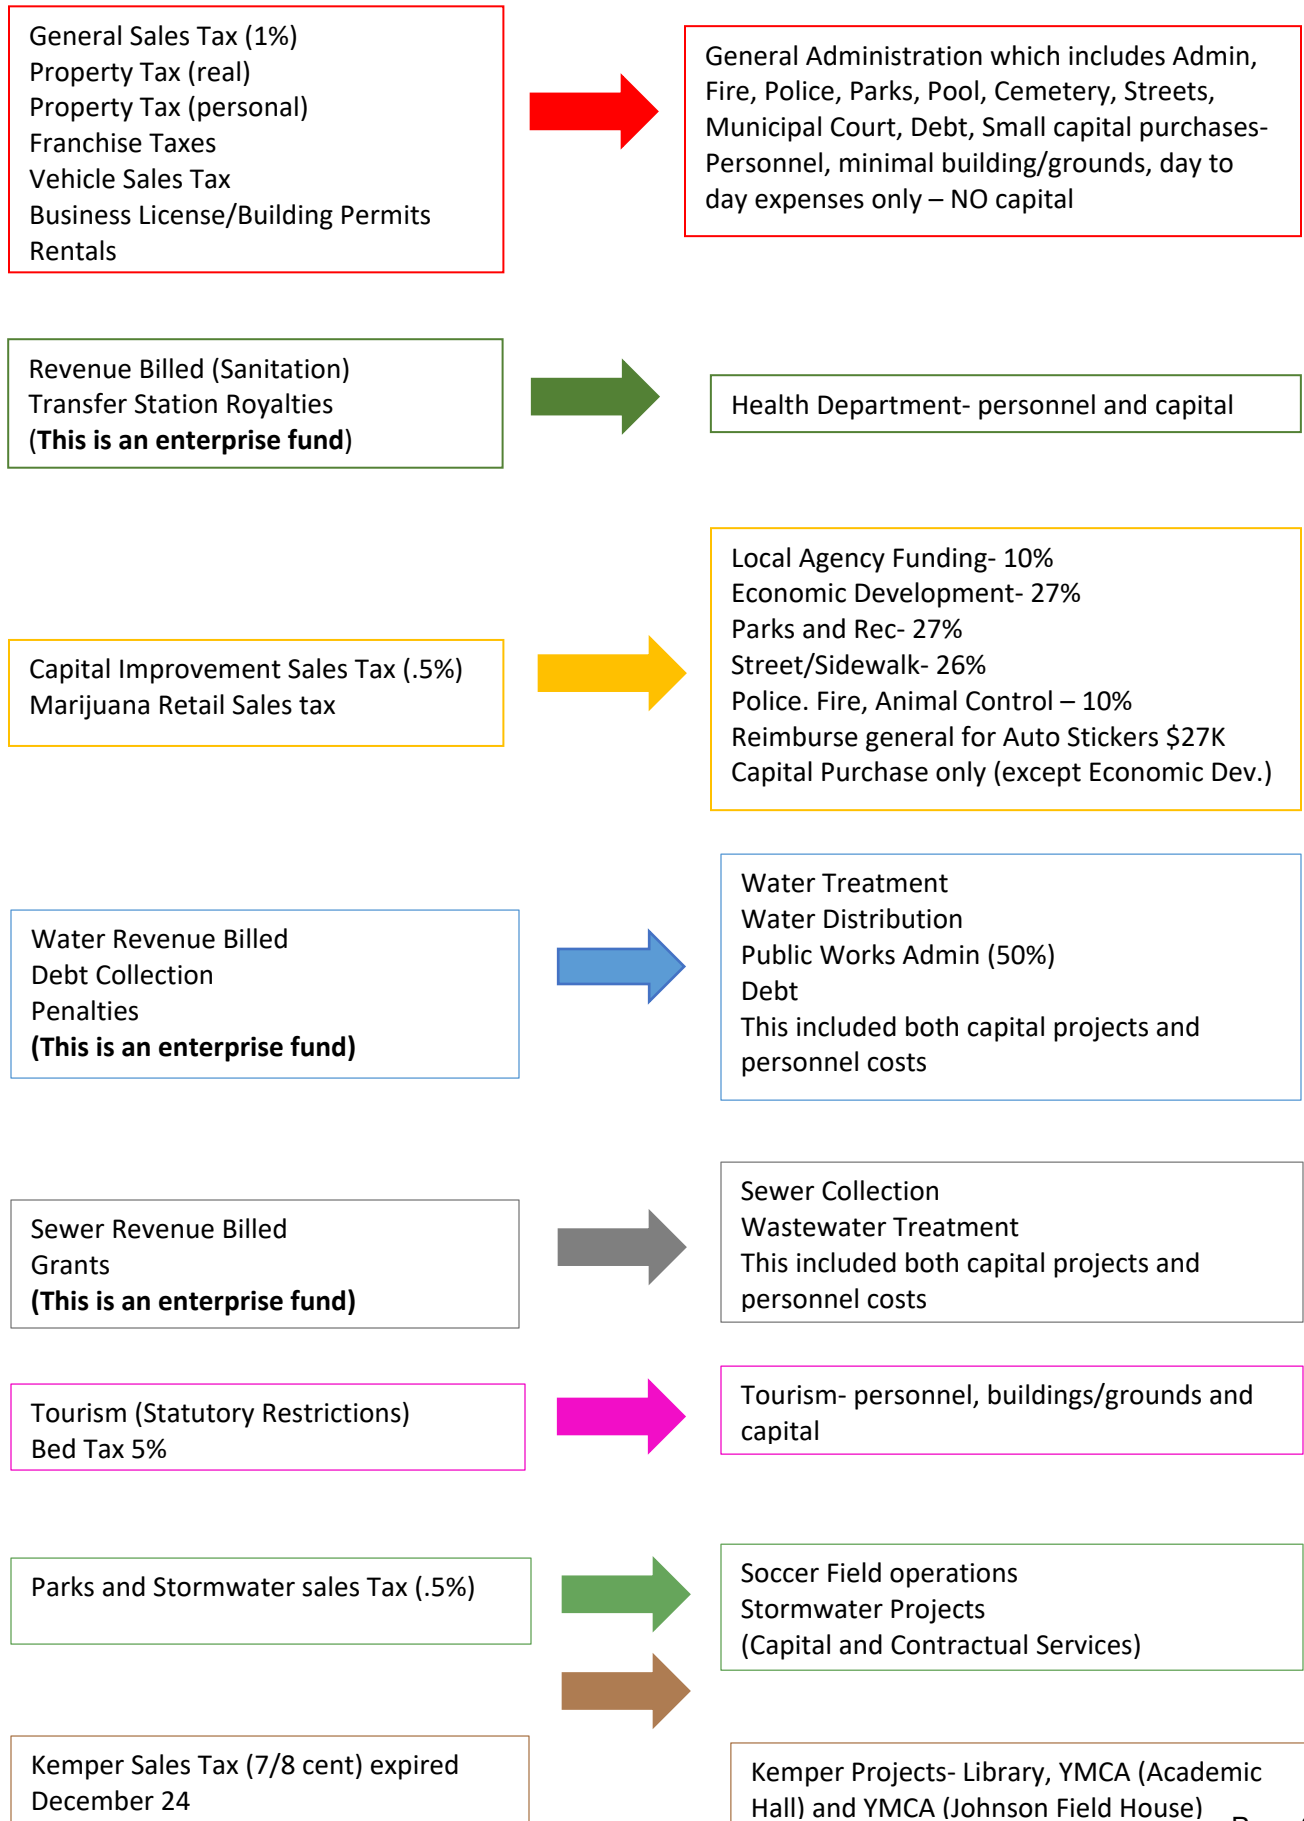 General Sales Tax (1%)
Property Tax (real)
Property Tax (personal)
Franchise Taxes
Vehicle Sales Tax
Business License/Building Permits
Rentals
General Administration which includes Admin,
Fire, Police, Parks, Pool, Cemetery, Streets,
Municipal Court, Debt, Small capital purchases-
Personnel, minimal building/grounds, day to
day expenses only – NO capital
Revenue Billed (Sanitation)
Transfer Station Royalties
(This is an enterprise fund)
Health Department- personnel and capital
Capital Improvement Sales Tax (.5%)
Marijuana Retail Sales tax
Local Agency Funding- 10%
Economic Development- 27%
Parks and Rec- 27%
Street/Sidewalk- 26%
Police. Fire, Animal Control – 10%
Reimburse general for Auto Stickers $27K
Capital Purchase only (except Economic Dev.)
Water Revenue Billed
Debt Collection
Penalties
(This is an enterprise fund)
Water Treatment
Water Distribution
Public Works Admin (50%)
Debt
This included both capital projects and
personnel costs
Sewer Revenue Billed
Grants
(This is an enterprise fund)
Sewer Collection
Wastewater Treatment
This included both capital projects and
personnel costs
Tourism (Statutory Restrictions)
Bed Tax 5%
Tourism- personnel, buildings/grounds and
capital
Parks and Stormwater sales Tax (.5%)
Soccer Field operations
Stormwater Projects
(Capital and Contractual Services)
Kemper Sales Tax (7/8 cent) expired
December 24
Kemper Projects- Library, YMCA (Academic
Hall) and YMCA (Johnson Field House)